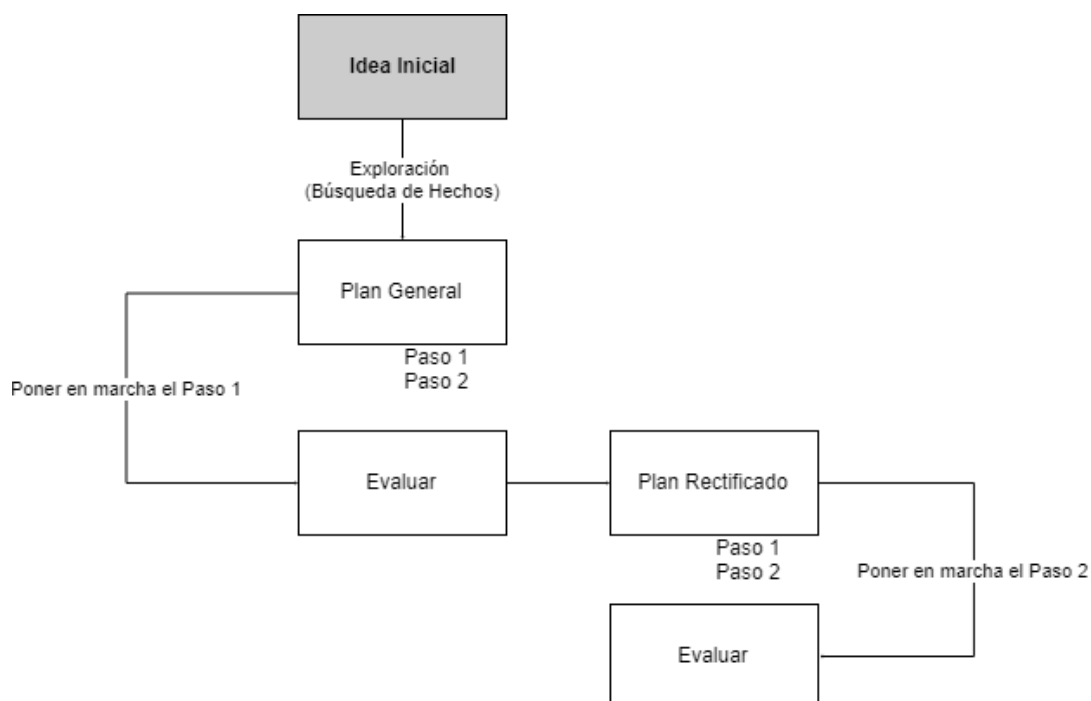 Idea Inicial
Exploración
(Búsqueda de Hechos)
Plan General
Paso 1
Paso 2
Poner en marcha el Paso 1
Evaluar
Plan Rectificado
Paso 1
Paso 2
Poner en marcha el Paso 2
Evaluar